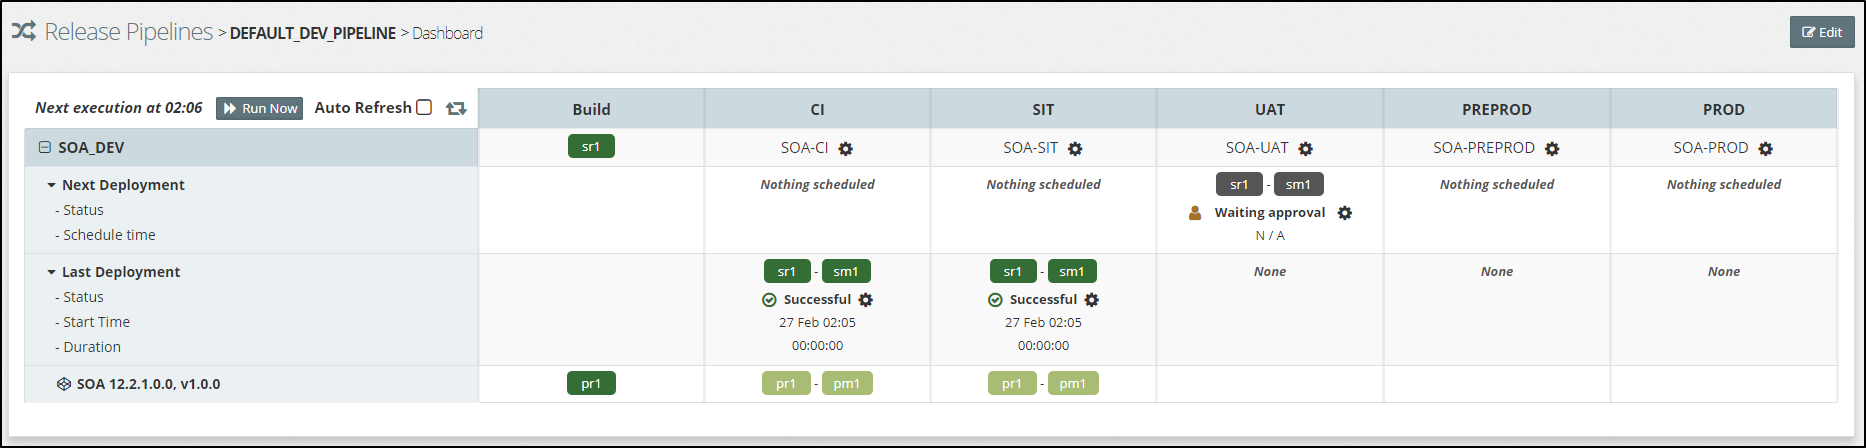 Release Pipelines > DEFAULT_DEV_PIPELINE > Dashboard
Edit
Next execution at 02:06 Run Now Auto Refresh Build CI SIT UAT PREPROD PROD
SOA_DEV sr1 SOA-CI SOA-SIT SOA-UAT SOA-PREPROD SOA-PROD
Next Deployment Nothing scheduled Nothing scheduled sr1 - sm1 Nothing scheduled Nothing scheduled
- Status Waiting approval
- Schedule time N / A
Last Deployment sr1 - sm1 sr1 - sm1 None None None
- Status Successful Successful
- Start Time 27 Feb 02:05 27 Feb 02:05
- Duration 00:00:00 00:00:00
SOA 12.2.1.0.0, v1.0.0 pr1 pr1 - pm1 pr1 - pm1